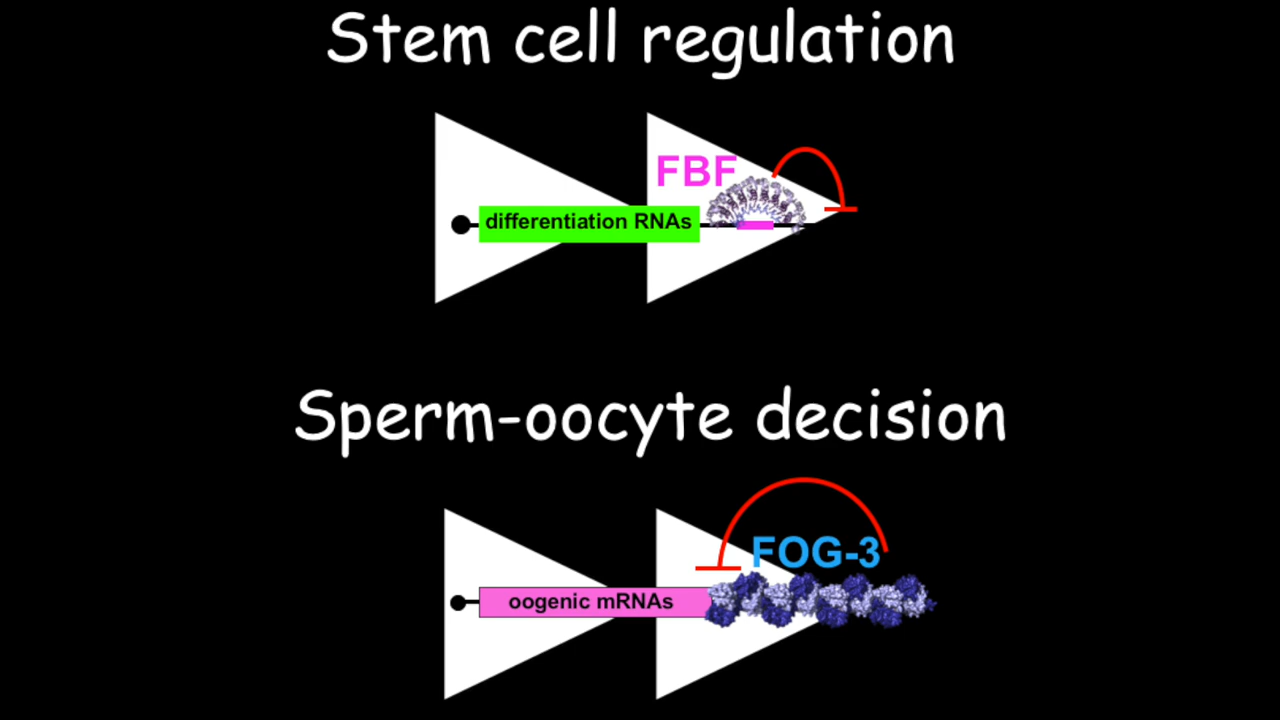 Stem cell regulation
FBF
differentiation RNAs
Sperm-oocyte decision
FOG-3
oogenic mRNAs